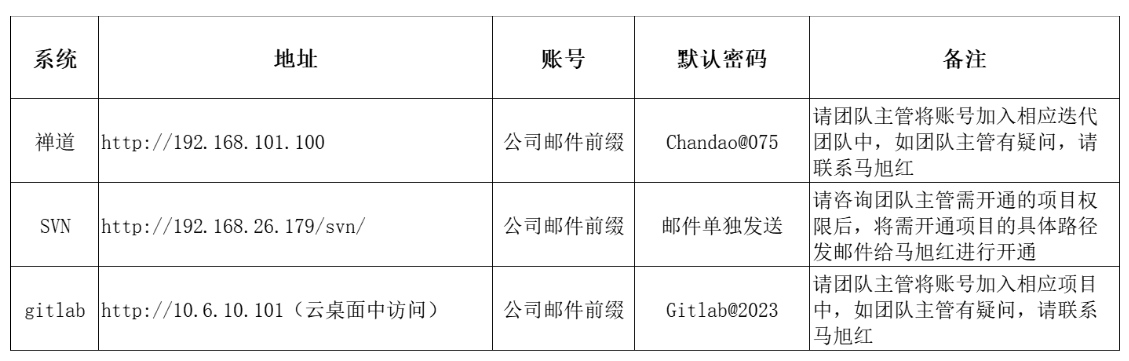 系统 地址 账号 默认密码 备注
禅道 http://192.168.101.100 公司邮件前缀 Chandao@075 请团队主管将账号加入相应迭代
团队中，如团队主管有疑问，请
联系马旭红
SVN http://192.168.26.179/svn/ 公司邮件前缀 邮件单独发送 请咨询团队主管需开通的项目权
限后，将需开通项目的具体路径
发邮件给马旭红进行开通
gitlab http://10.6.10.101（云桌面中访问） 公司邮件前缀 Gitlab@2023 请团队主管将账号加入相应项目
中，如团队主管有疑问，请联系
马旭红